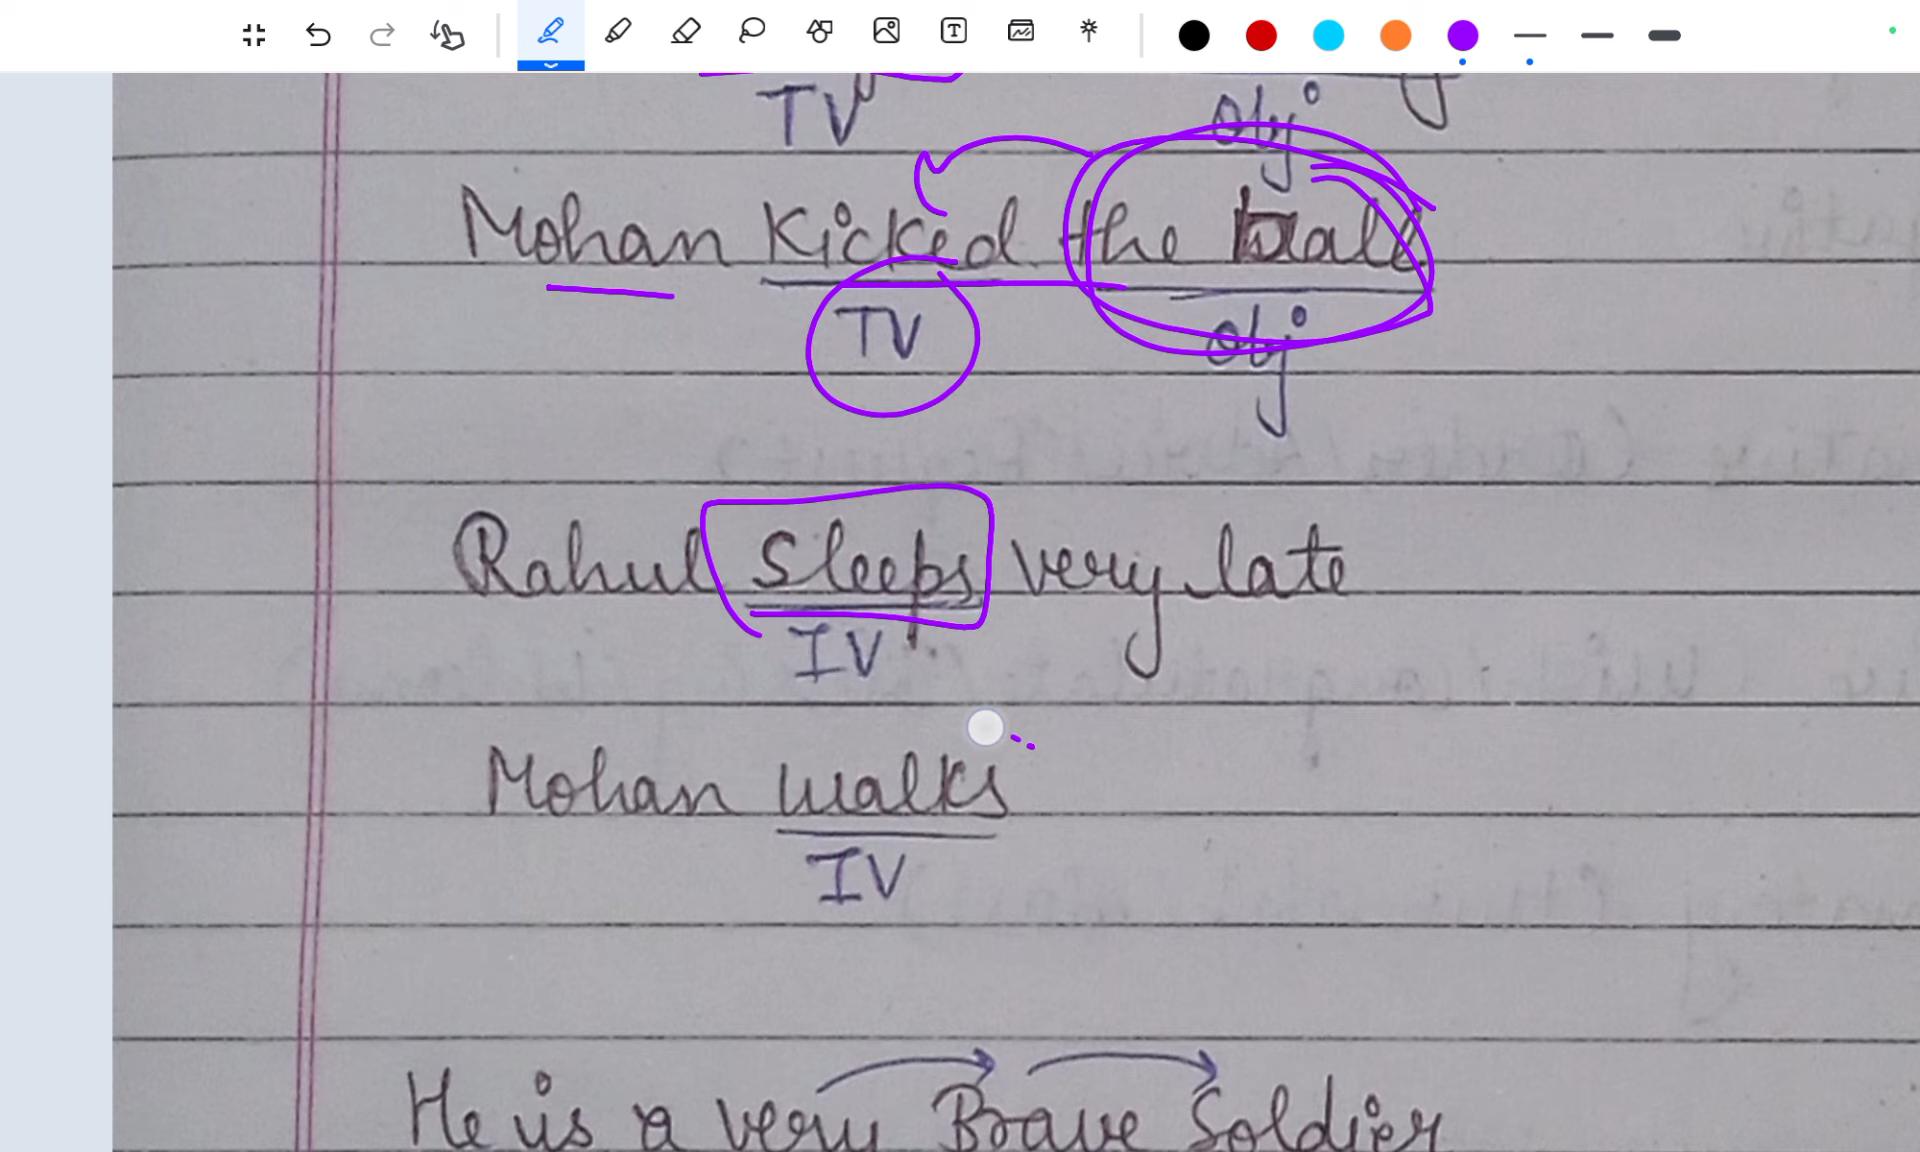 TV obj
Mohan Kicked the ball
TV obj
Rahul Sleeps very late
IV
Mohan walks
IV
He is a very Brave Soldier